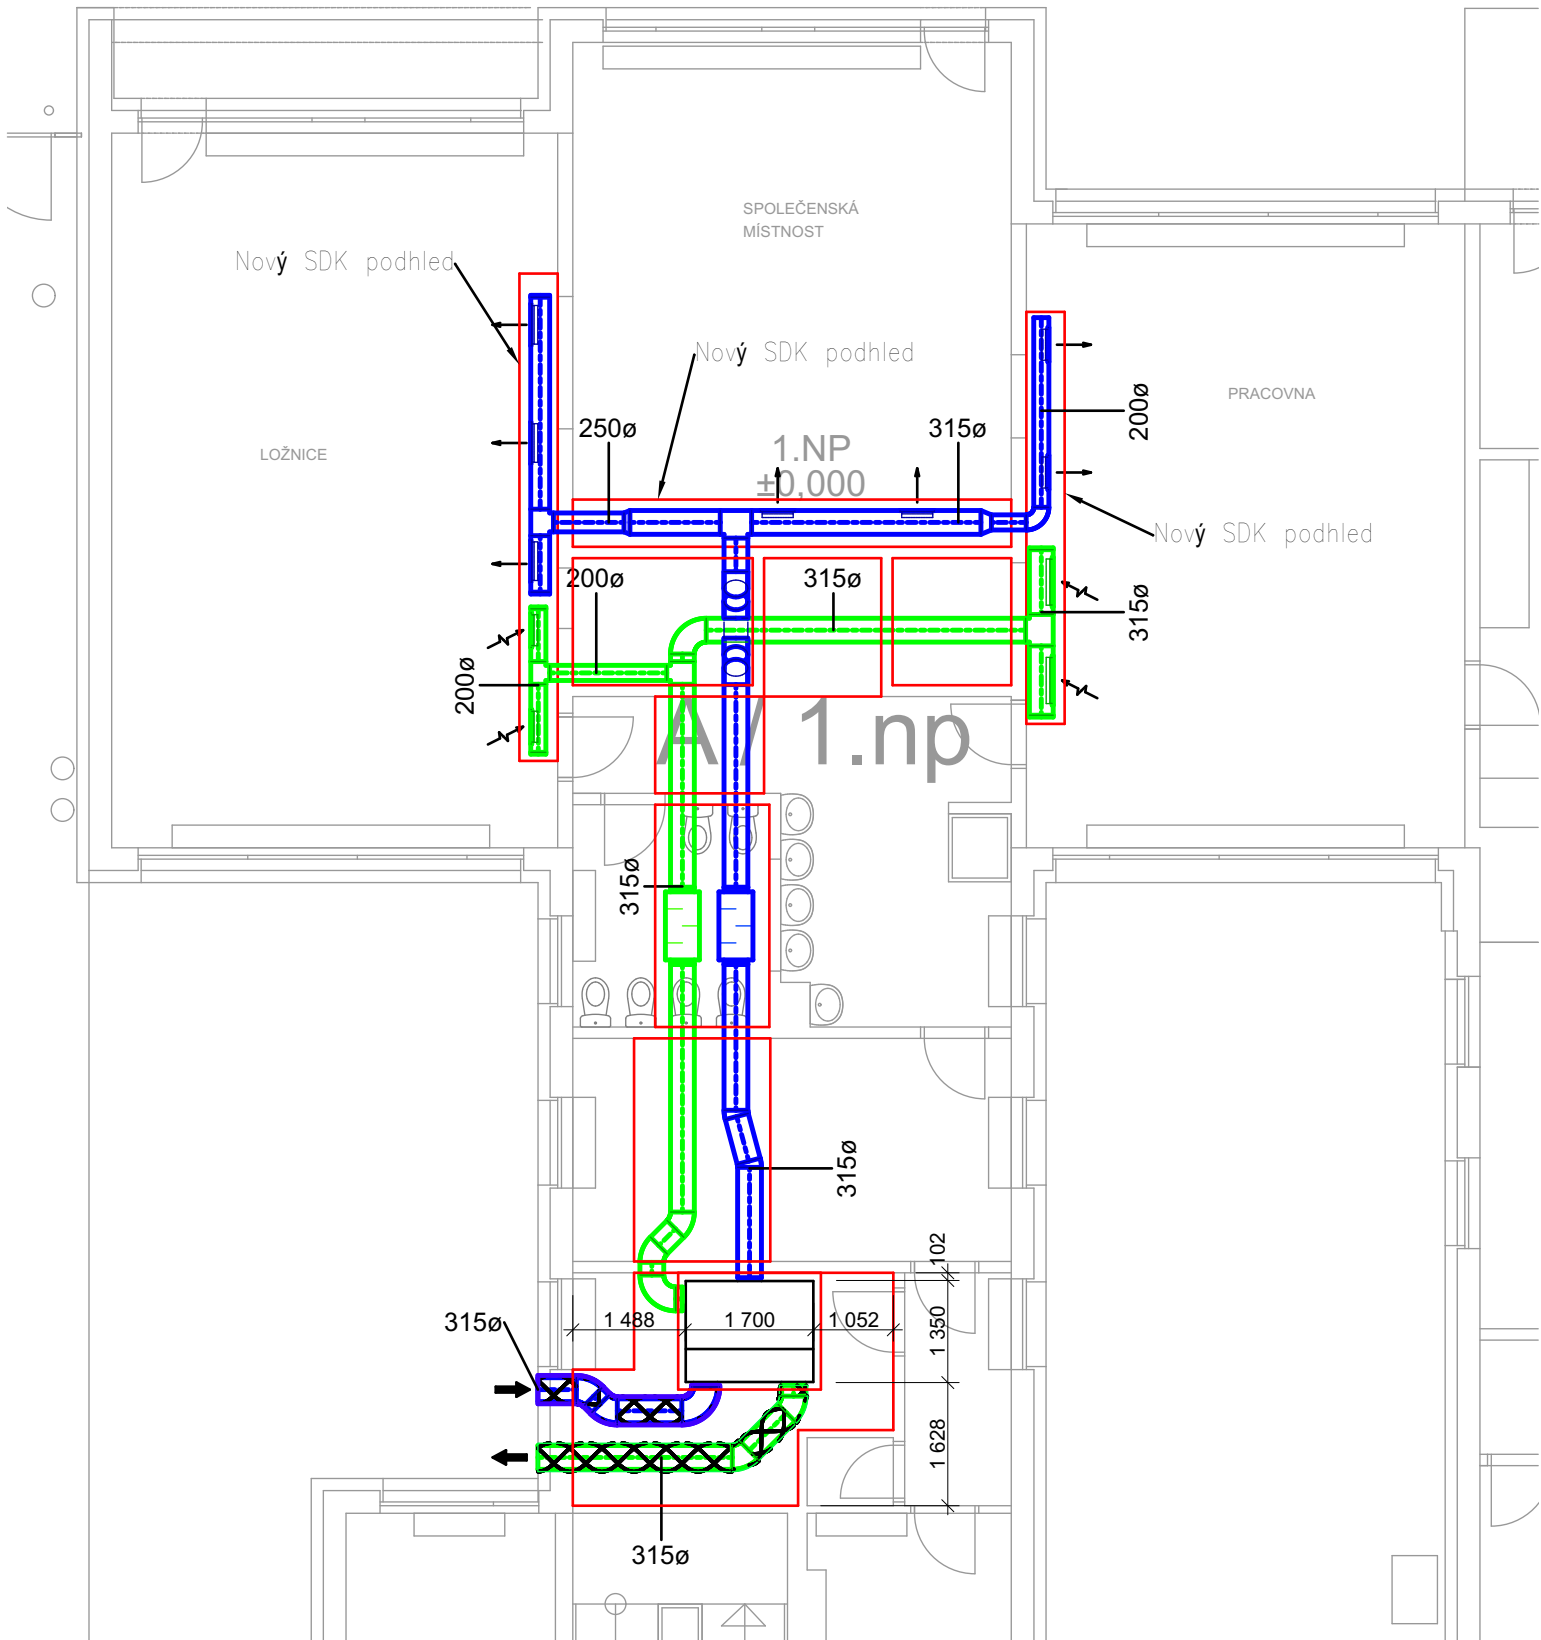 SPOLEČENSKÁ
MÍSTNOST
Nový SDK podhled
Nový SDK podhled
PRACOVNA
200ø
250ø
315ø
1.NP
±0,000
LOŽNICE
Nový SDK podhled
200ø
315ø
315ø
200ø
A / 1.np
315ø
315ø
102
315ø
1 488
1 700
1 052
1 350
1 628
315ø